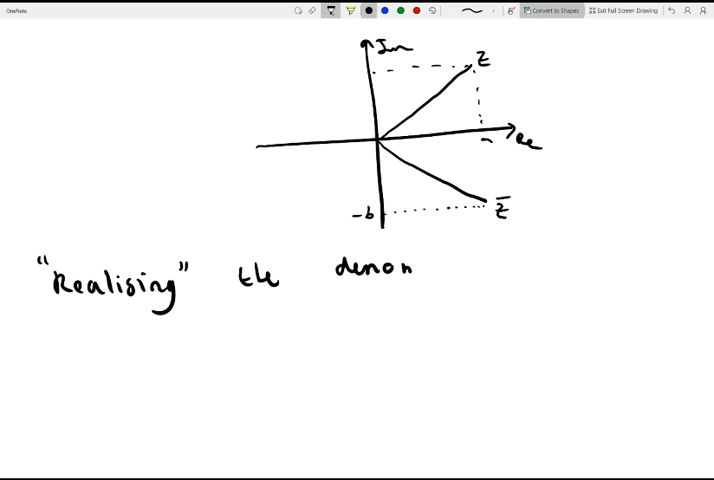 OneNote
Convert to Shapes
Exit Full Screen Drawing
Im
Z
Re
-b
Z̅
"Realising" the denom